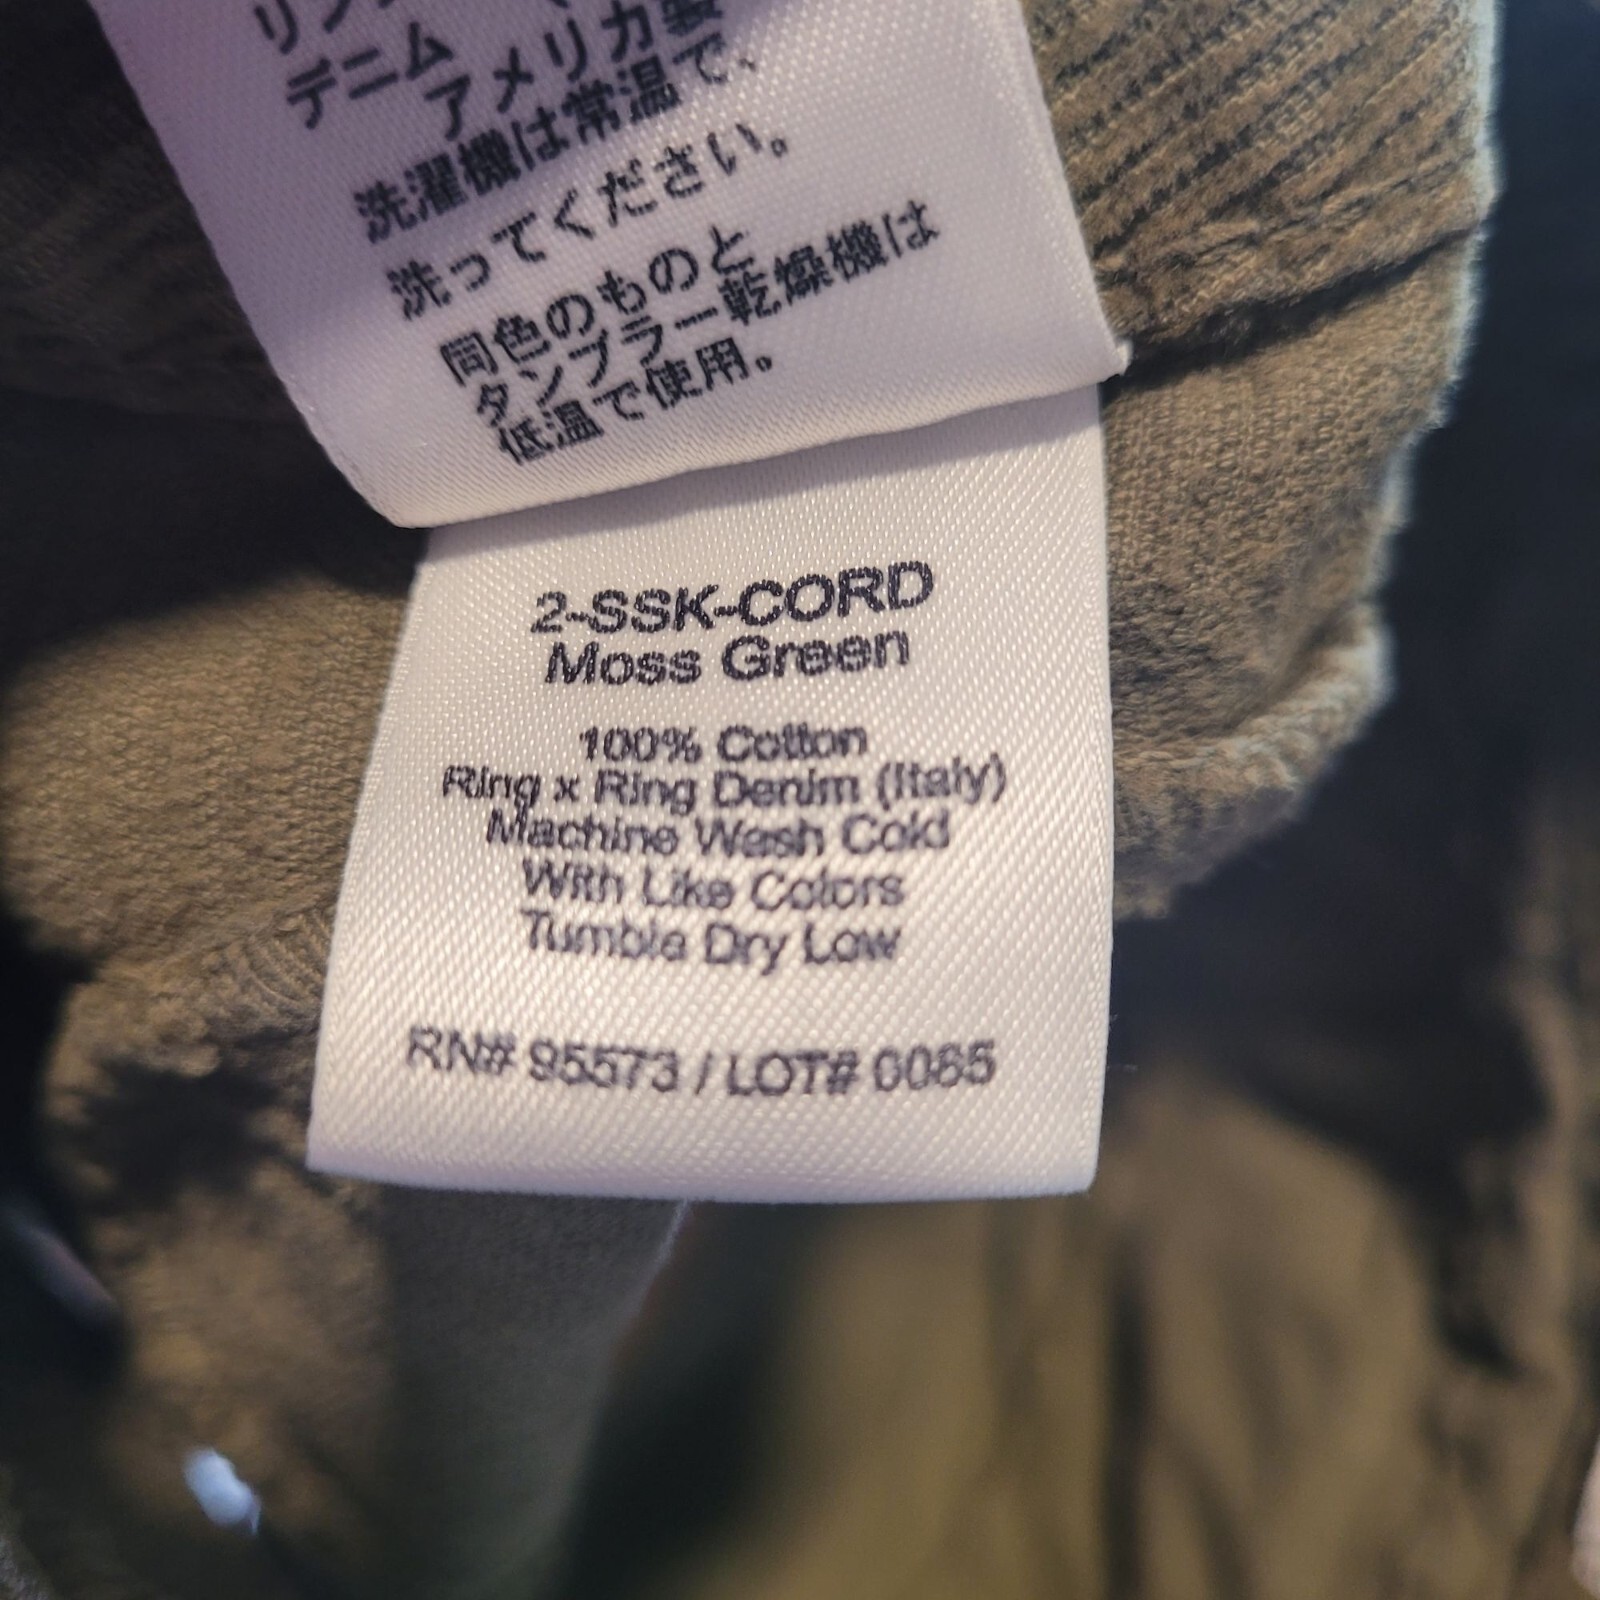 デニム
アメリカ製
洗濯機は常温で、
洗ってください。
同色のものと
タンブラー乾燥機は
低温で使用。
2-SSK-CORD
Moss Green
100% Cotton
Ring x Ring Denim (Italy)
Machine Wash Cold
With Like Colors
Tumble Dry Low
RN# 95573 / LOT# 0085